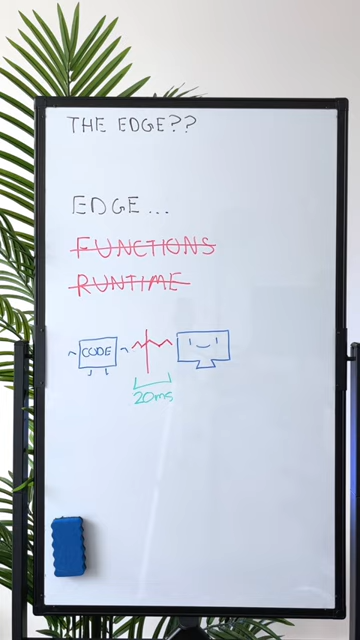 THE EDGE??
EDGE...
FUNCTIONS
RUNTIME
CODE
20ms